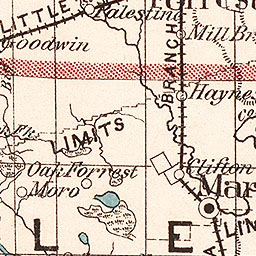 LITTLE
Palestine
Goodwin
Mill Br
BRANCH
Haynes
LIMITS
Clifton
Oak Forrest
Moro
Mar
LIN
L E